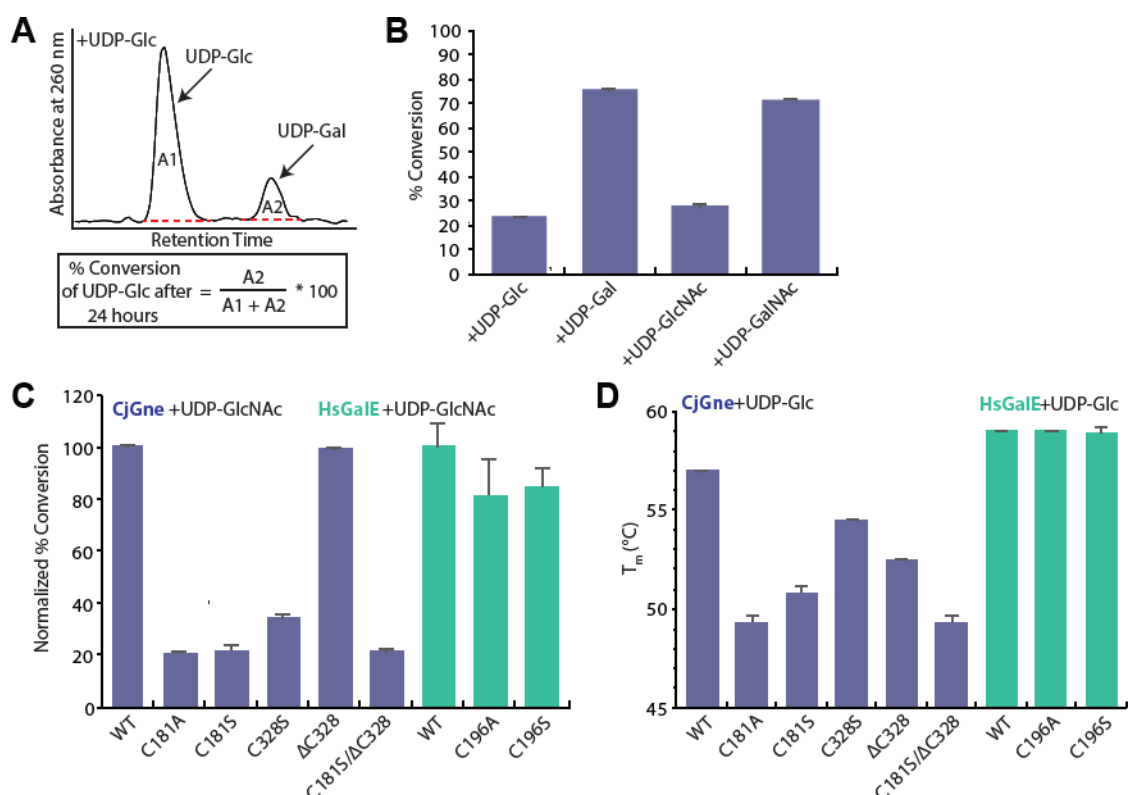 A
+UDP-Glc
UDP-Glc
UDP-Gal
A1
A2
Absorbance at 260 nm
Retention Time
% Conversion
of UDP-Glc after
24 hours
=
A2
A1 + A2
* 100
B
% Conversion
100
90
80
70
60
50
40
30
20
10
0
+UDP-Glc
+UDP-Gal
+UDP-GlcNAc
+UDP-GalNAc
C
CjGne +UDP-GlcNAc
HsGalE +UDP-GlcNAc
Normalized % Conversion
120
100
80
60
40
20
0
WT
C181A
C181S
C328S
ΔC328
C181S/ΔC328
WT
C196A
C196S
D
CjGne+UDP-Glc
HsGalE+UDP-Glc
Tm (°C)
60
55
50
45
WT
C181A
C181S
C328S
ΔC328
C181S/ΔC328
WT
C196A
C196S